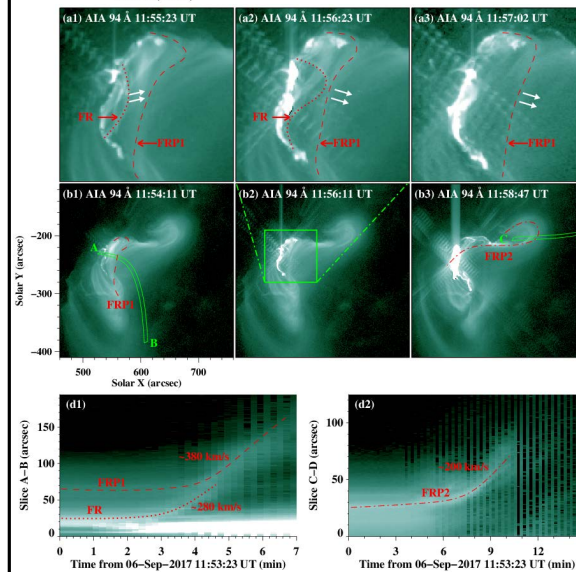 (a1) AIA 94 Å 11:55:23 UT
(a2) AIA 94 Å 11:56:23 UT
(a3) AIA 94 Å 11:57:02 UT
FR
FRP1
FR
FRP1
FRP1
(b1) AIA 94 Å 11:54:11 UT
(b2) AIA 94 Å 11:56:11 UT
(b3) AIA 94 Å 11:58:47 UT
−200
−300
−400
Solar Y (arcsec)
A
FRP1
B
C
FRP2
500
600
700
Solar X (arcsec)
(d1)
~380 km/s
FRP1
FR
~280 km/s
150
100
50
0
Slice A−B (arcsec)
0
1
2
3
4
5
6
7
Time from 06−Sep−2017 11:53:23 UT (min)
(d2)
FRP2
100
50
0
Slice C−D (arcsec)
0
3
6
9
12
Time from 06−Sep−2017 11:53:23 UT (min)